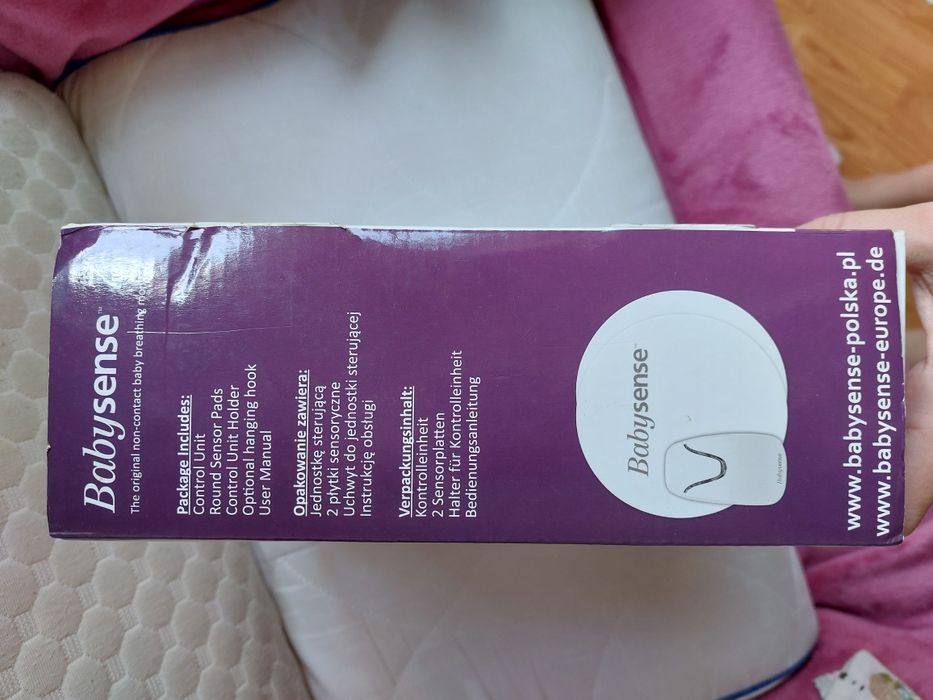 Babysense™
The original non-contact baby breathing
Package Includes:
Control Unit
Round Sensor Pads
Control Unit Holder
Optional hanging hook
User Manual
Opakowanie zawiera:
Jednostkę sterującą
2 płytki sensoryczne
Uchwyt do jednostki sterującej
Instrukcję obsługi
Verpackungsinhalt:
Kontrolleinheit
2 Sensorplatten
Halter für Kontrolleinheit
Bedienungsanleitung
Babysense™
Babysense
www.babysense-polska.pl
www.babysense-europe.de